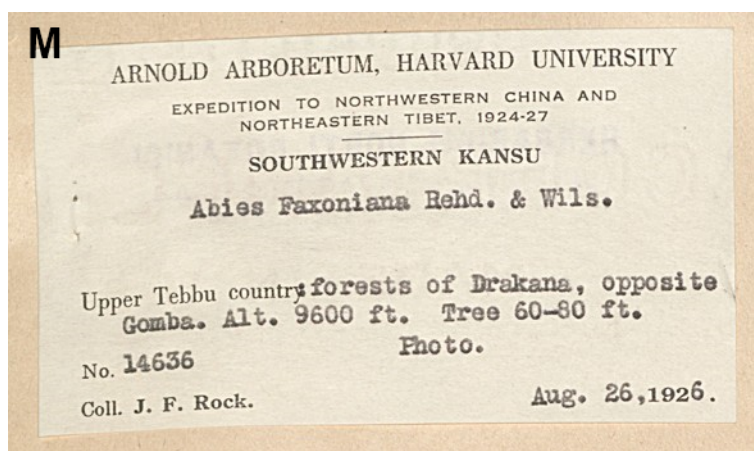 M
ARNOLD ARBORETUM, HARVARD UNIVERSITY
EXPEDITION TO NORTHWESTERN CHINA AND
NORTHEASTERN TIBET, 1924-27
SOUTHWESTERN KANSU
Abies Faxoniana Rehd. & Wils.
Upper Tebbu country: forests of Drakana, opposite
Gomba. Alt. 9600 ft. Tree 60-80 ft.
Photo.
No. 14636
Coll. J. F. Rock. Aug. 26,1926.